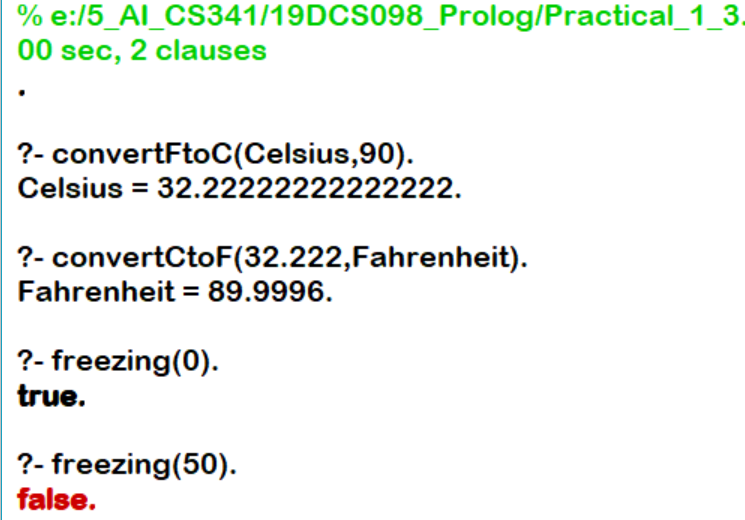 % e:/5_AI_CS341/19DCS098_Prolog/Practical_1_3.
00 sec, 2 clauses
.
?- convertFtoC(Celsius,90).
Celsius = 32.22222222222222.
?- convertCtoF(32.222,Fahrenheit).
Fahrenheit = 89.9996.
?- freezing(0).
true.
?- freezing(50).
false.